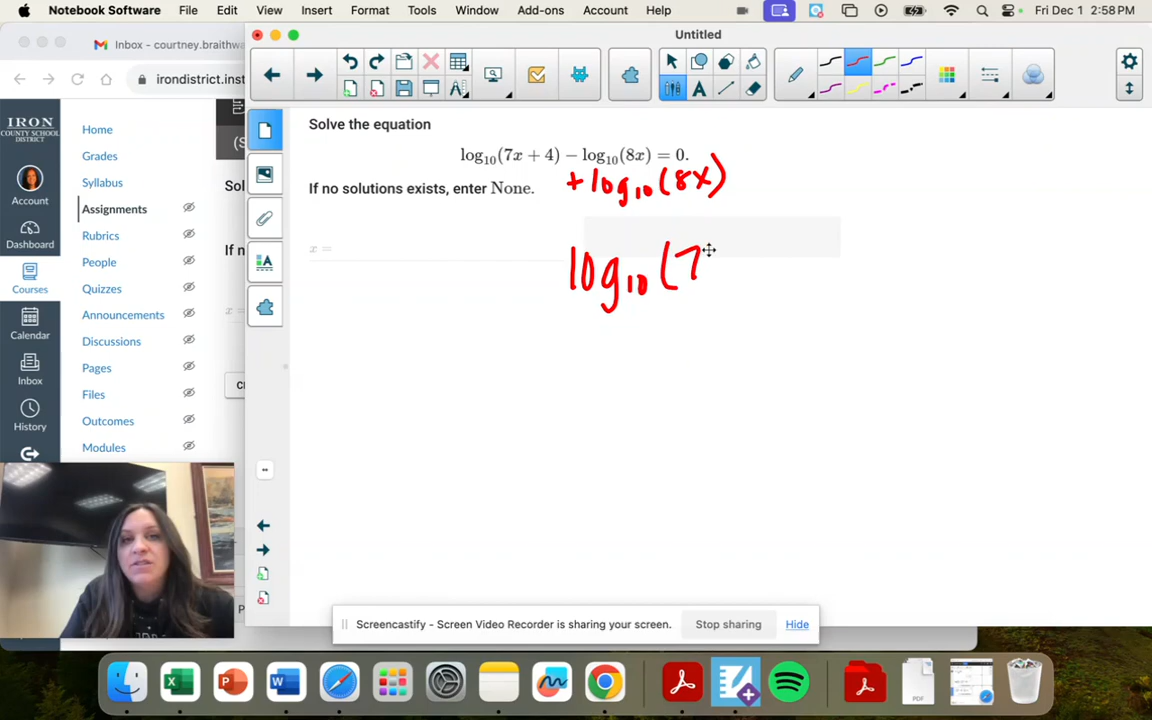 Notebook Software File Edit View Insert Format Tools Window Add-ons Account Help Fri Dec 1 2:58 PM
Inbox - courtney.braithwa
irondistrict.inst
Untitled
IRON
COUNTY SCHOOL
DISTRICT
Account
Dashboard
Courses
Calendar
Inbox
History
Home
Grades
Syllabus
Assignments
Rubrics
People
Quizzes
Announcements
Discussions
Pages
Files
Outcomes
Modules
(S
Sol
If n
x =
Solve the equation
log₁₀(7x + 4) − log₁₀(8x) = 0.
+ log₁₀(8x)
If no solutions exists, enter None.
x =
log₁₀(7
Screencastify - Screen Video Recorder is sharing your screen. Stop sharing Hide
PDF